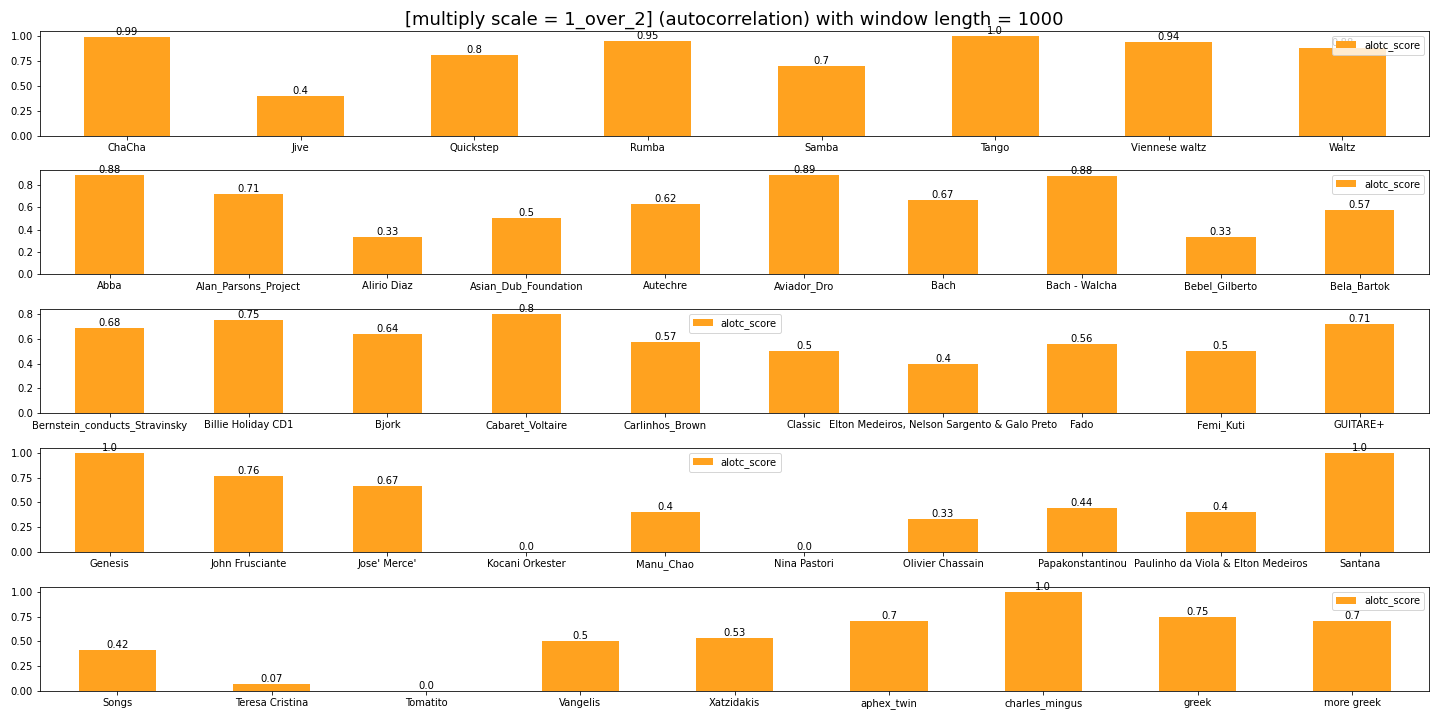 [multiply scale = 1_over_2] (autocorrelation) with window length = 1000
1.00
0.75
0.50
0.25
0.00
0.99
0.4
0.8
0.95
0.7
1.0
0.94
alotc_score
ChaCha
Jive
Quickstep
Rumba
Samba
Tango
Viennese waltz
Waltz
0.8
0.6
0.4
0.2
0.0
0.88
0.71
0.33
0.5
0.62
0.89
0.67
0.88
0.33
0.57
alotc_score
Abba
Alan_Parsons_Project
Alirio Diaz
Asian_Dub_Foundation
Autechre
Aviador_Dro
Bach
Bach - Walcha
Bebel_Gilberto
Bela_Bartok
0.8
0.6
0.4
0.2
0.0
0.68
0.75
0.64
0.8
0.57
0.5
0.4
0.56
0.5
0.71
alotc_score
Bernstein_conducts_Stravinsky
Billie Holiday CD1
Bjork
Cabaret_Voltaire
Carlinhos_Brown
Classic
Elton Medeiros, Nelson Sargento & Galo Preto
Fado
Femi_Kuti
GUITARE+
1.00
0.75
0.50
0.25
0.00
1.0
0.76
0.67
0.0
0.4
0.0
0.33
0.44
0.4
1.0
alotc_score
Genesis
John Frusciante
Jose' Merce'
Kocani Orkester
Manu_Chao
Nina Pastori
Olivier Chassain
Papakonstantinou
Paulinho da Viola & Elton Medeiros
Santana
1.00
0.75
0.50
0.25
0.00
0.42
0.07
0.0
0.5
0.53
0.7
1.0
0.75
0.7
alotc_score
Songs
Teresa Cristina
Tomatito
Vangelis
Xatzidakis
aphex_twin
charles_mingus
greek
more greek